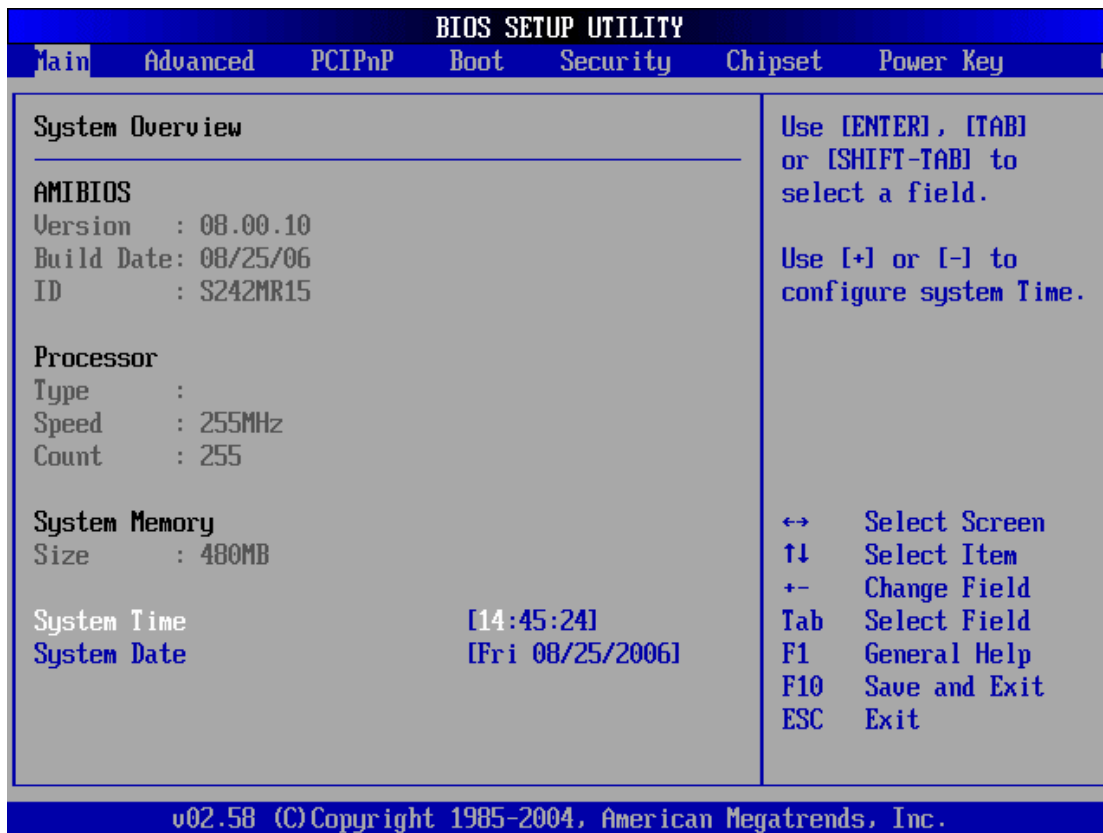 BIOS SETUP UTILITY
Main Advanced PCIPnP Boot Security Chipset Power Key
System Overview
AMIBIOS
Version : 08.00.10
Build Date: 08/25/06
ID : S242MR15
Processor
Type :
Speed : 255MHz
Count : 255
System Memory
Size : 480MB
System Time [14:45:24]
System Date [Fri 08/25/2006]
Use [ENTER], [TAB]
or [SHIFT-TAB] to
select a field.
Use [+] or [-] to
configure system Time.
↔ Select Screen
↑↓ Select Item
+- Change Field
Tab Select Field
F1 General Help
F10 Save and Exit
ESC Exit
v02.58 (C)Copyright 1985-2004, American Megatrends, Inc.